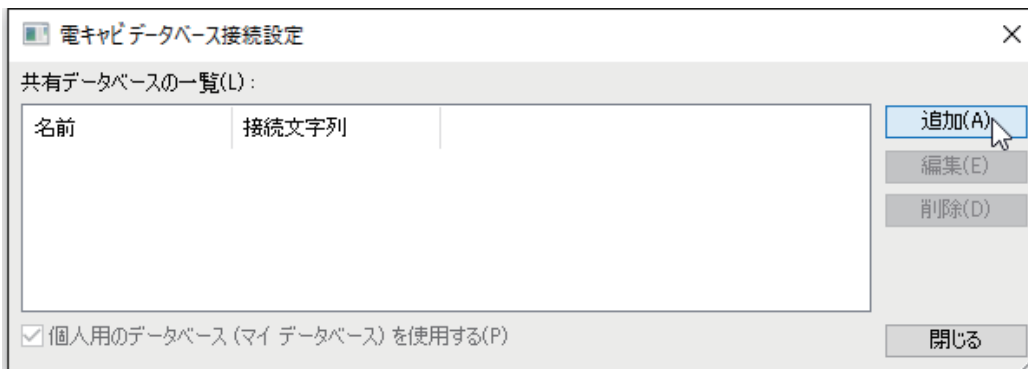 電キャビ データベース接続設定
共有データベースの一覧(L) :
名前 接続文字列
追加(A)
編集(E)
削除(D)
個人用のデータベース (マイ データベース) を使用する(P)
閉じる